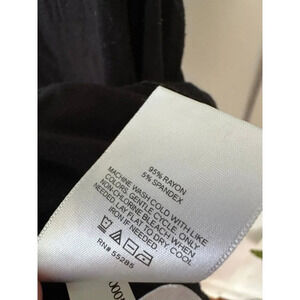 95% RAYON
5% SPANDEX
MACHINE WASH COLD WITH LIKE
COLORS, GENTLE CYCLE, ONLY
NON-CHLORINE BLEACH WHEN
NEEDED, LAY FLAT TO DRY, COOL
IRON IF NEEDED.
RN# 55285